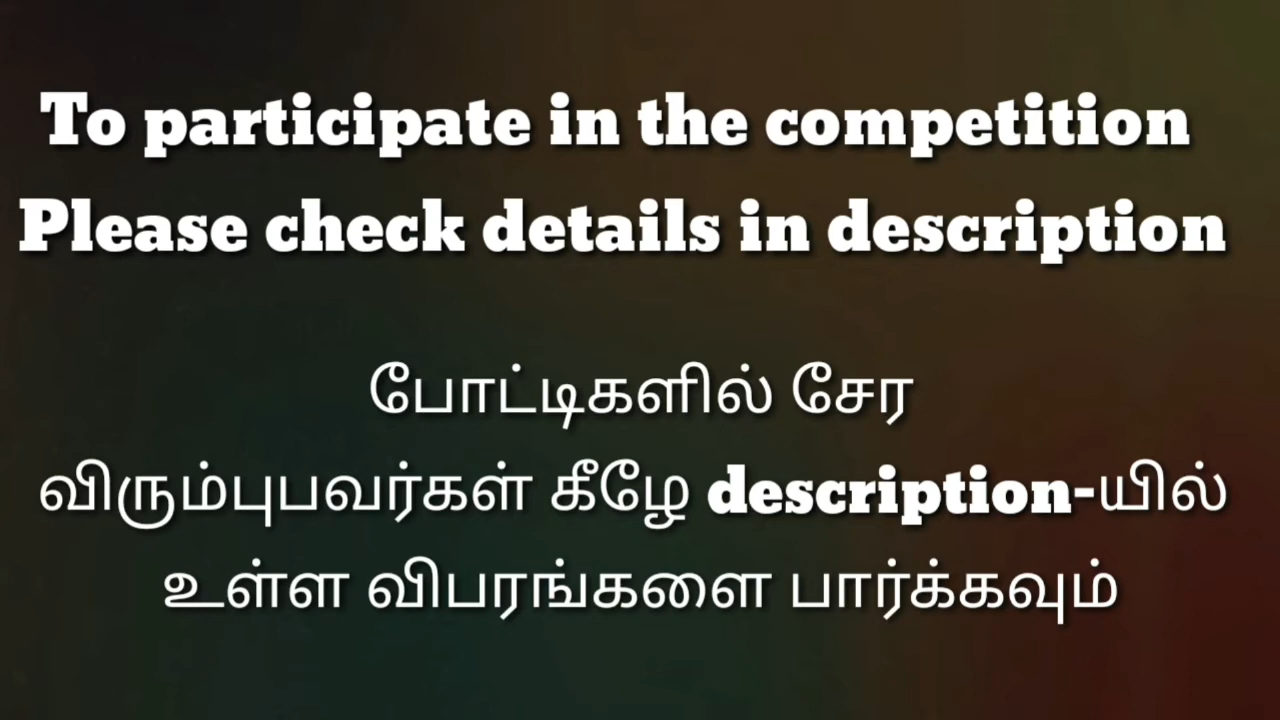 To participate in the competition
Please check details in description
போட்டிகளில் சேர
விரும்புபவர்கள் கீழே description-யில்
உள்ள விபரங்களை பார்க்கவும்